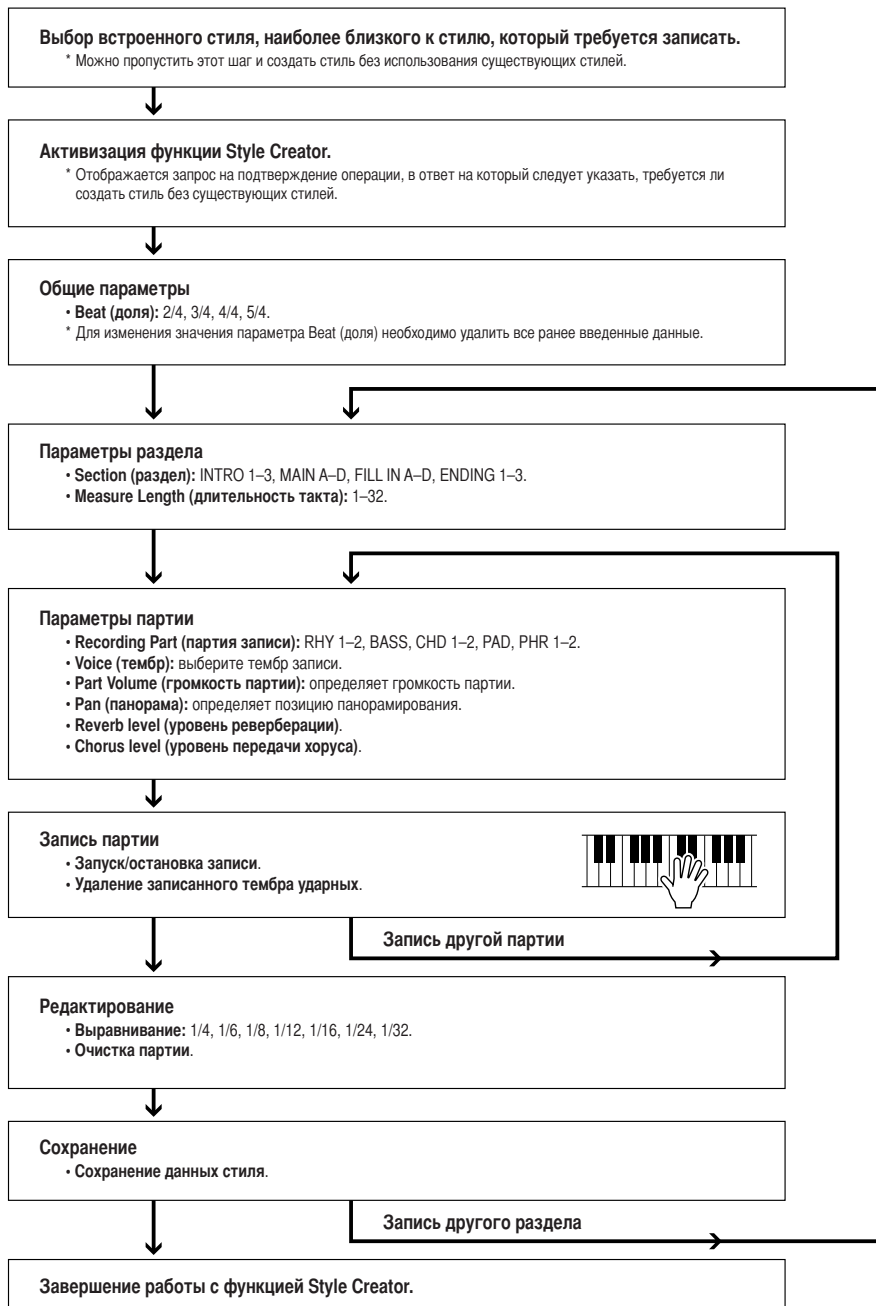 Выбор встроенного стиля, наиболее близкого к стилю, который требуется записать.
* Можно пропустить этот шаг и создать стиль без использования существующих стилей.
Активизация функции Style Creator.
* Отображается запрос на подтверждение операции, в ответ на который следует указать, требуется ли
создать стиль без существующих стилей.
Общие параметры
• Beat (доля): 2/4, 3/4, 4/4, 5/4.
* Для изменения значения параметра Beat (доля) необходимо удалить все ранее введенные данные.
Параметры раздела
• Section (раздел): INTRO 1–3, MAIN A–D, FILL IN A–D, ENDING 1–3.
• Measure Length (длительность такта): 1–32.
Параметры партии
• Recording Part (партия записи): RHY 1–2, BASS, CHD 1–2, PAD, PHR 1–2.
• Voice (тембр): выберите тембр записи.
• Part Volume (громкость партии): определяет громкость партии.
• Pan (панорама): определяет позицию панорамирования.
• Reverb level (уровень реверберации).
• Chorus level (уровень передачи хоруса).
Запись партии
• Запуск/остановка записи.
• Удаление записанного тембра ударных.
Запись другой партии
Редактирование
• Выравнивание: 1/4, 1/6, 1/8, 1/12, 1/16, 1/24, 1/32.
• Очистка партии.
Сохранение
• Сохранение данных стиля.
Запись другого раздела
Завершение работы с функцией Style Creator.